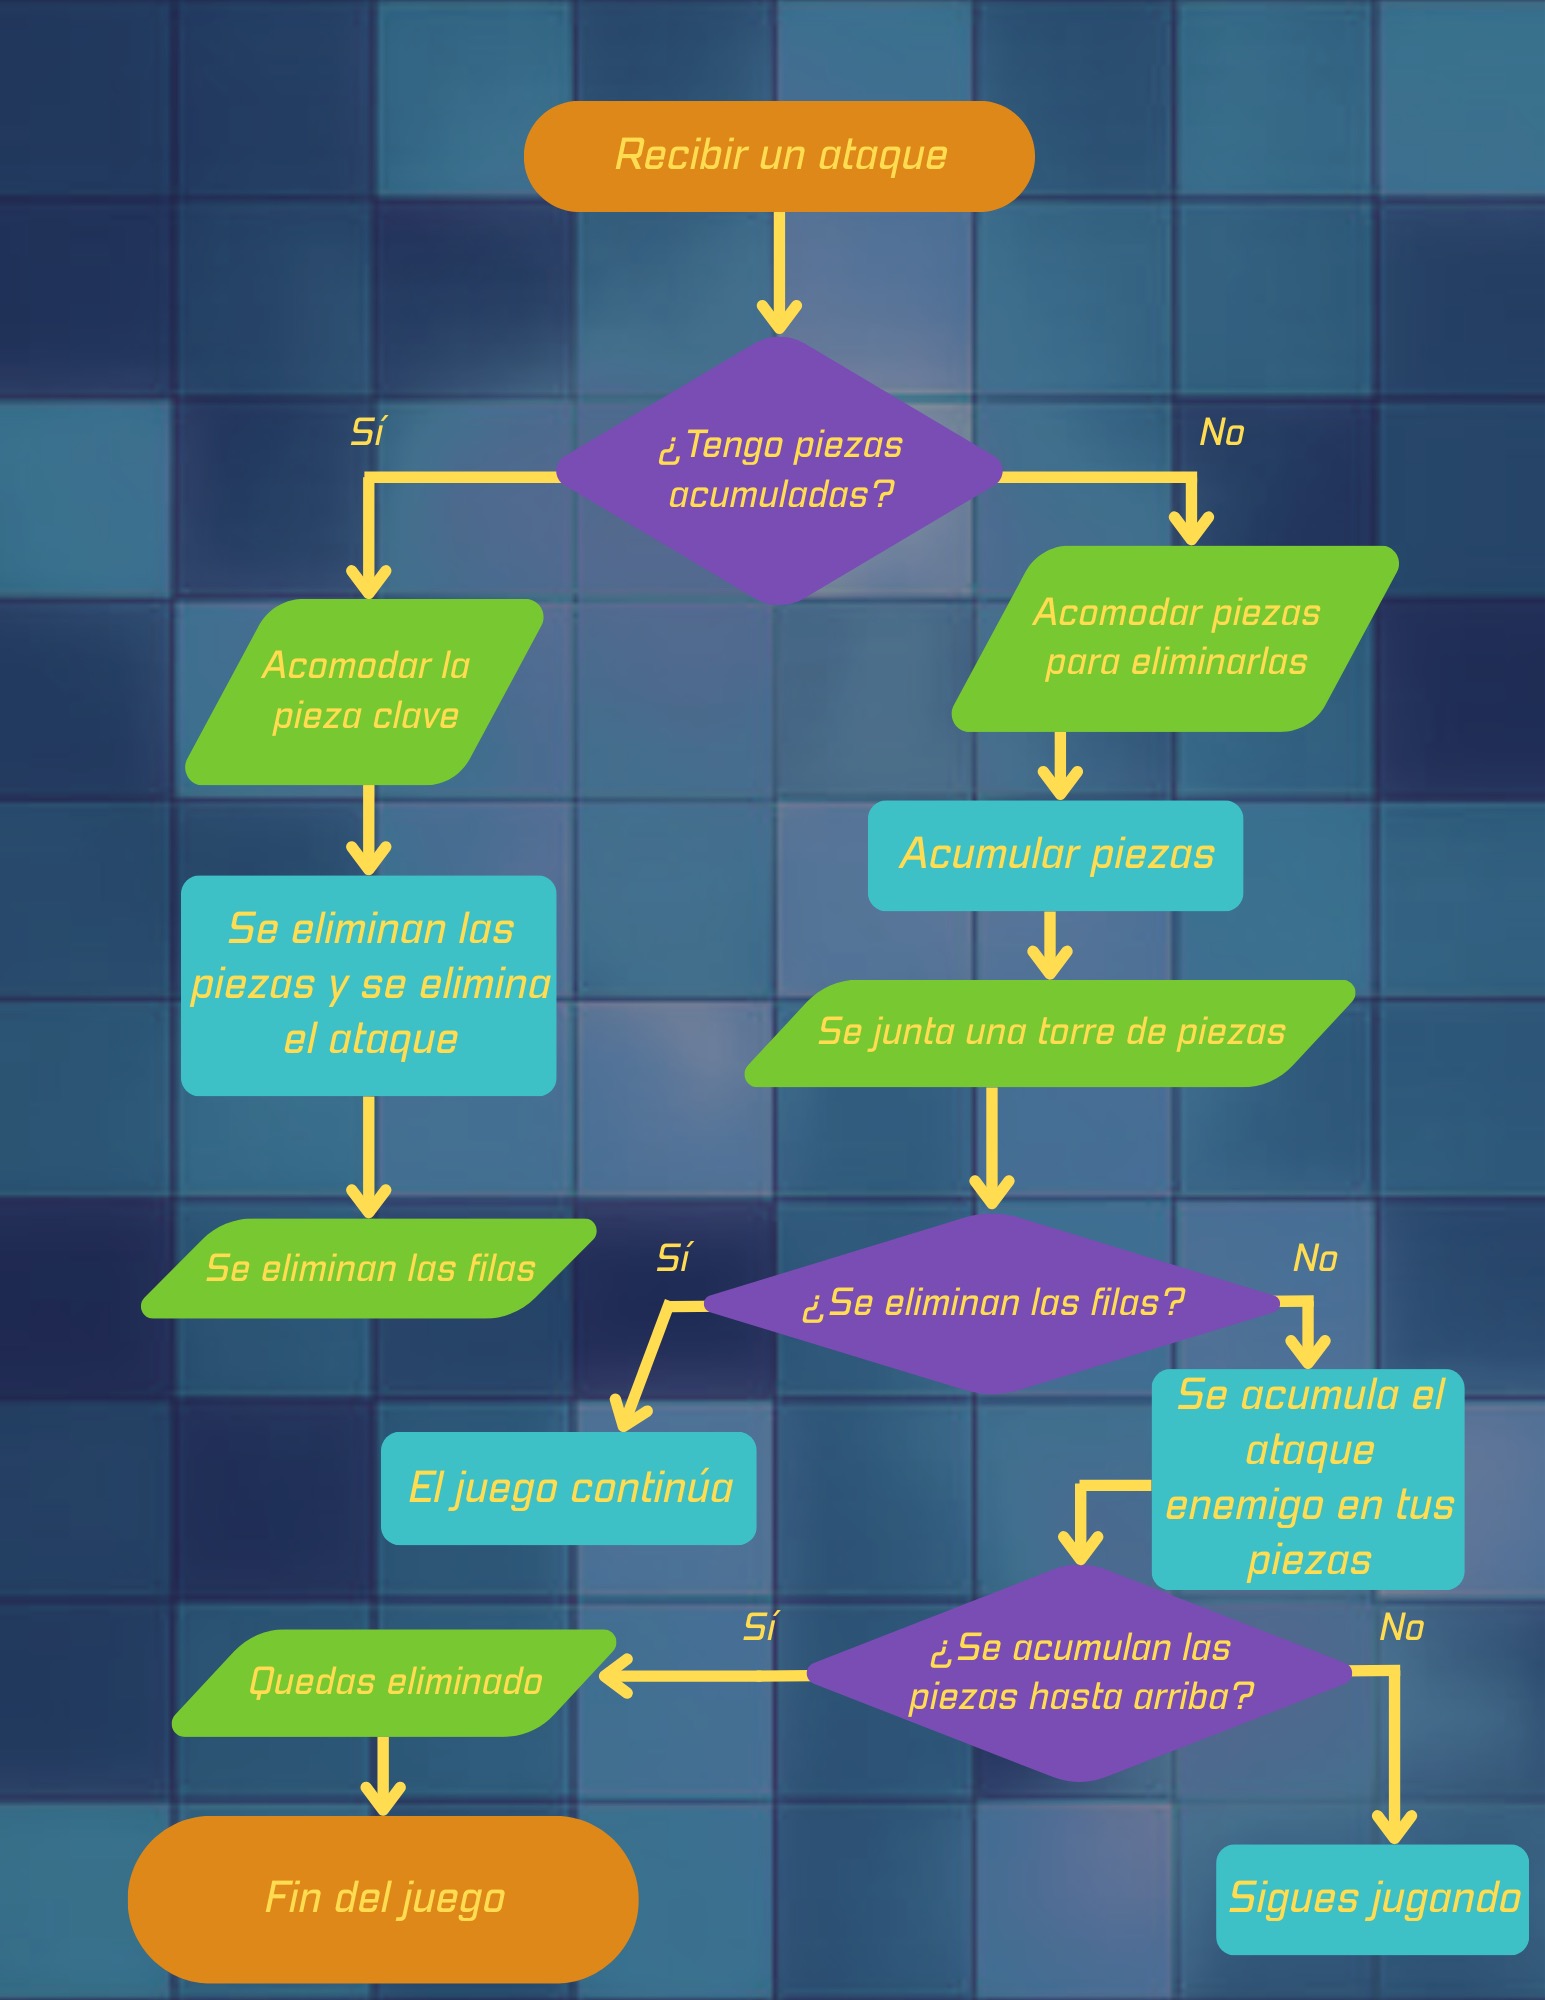 Recibir un ataque
¿Tengo piezas
acumuladas?
Sí
No
Acomodar la
pieza clave
Acomodar piezas
para eliminarlas
Acumular piezas
Se eliminan las
piezas y se elimina
el ataque
Se junta una torre de piezas
Se eliminan las filas
¿Se eliminan las filas?
Sí
No
El juego continúa
Se acumula el
ataque
enemigo en tus
piezas
¿Se acumulan las
piezas hasta arriba?
Sí
No
Quedas eliminado
Fin del juego
Sigues jugando